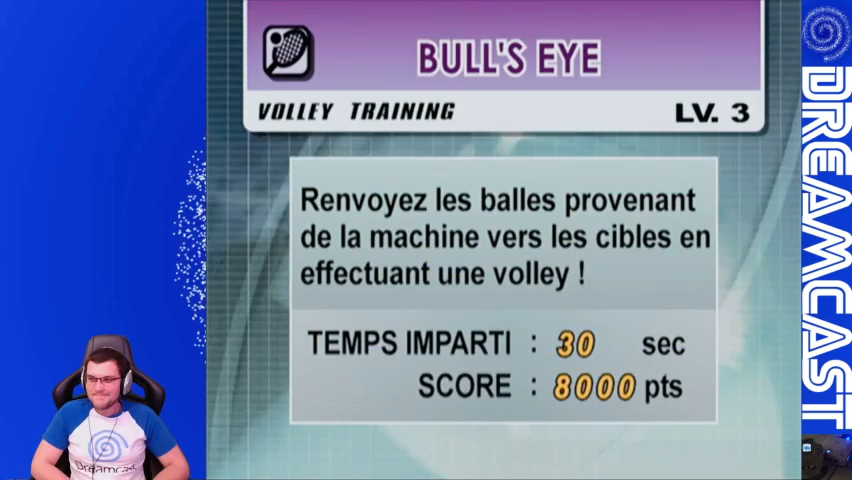 BULL'S EYE
VOLLEY TRAINING LV. 3
Renvoyez les balles provenant
de la machine vers les cibles en
effectuant une volley !
TEMPS IMPARTI : 30 sec
SCORE : 8000 pts
DREAMCAST
Dreamcast